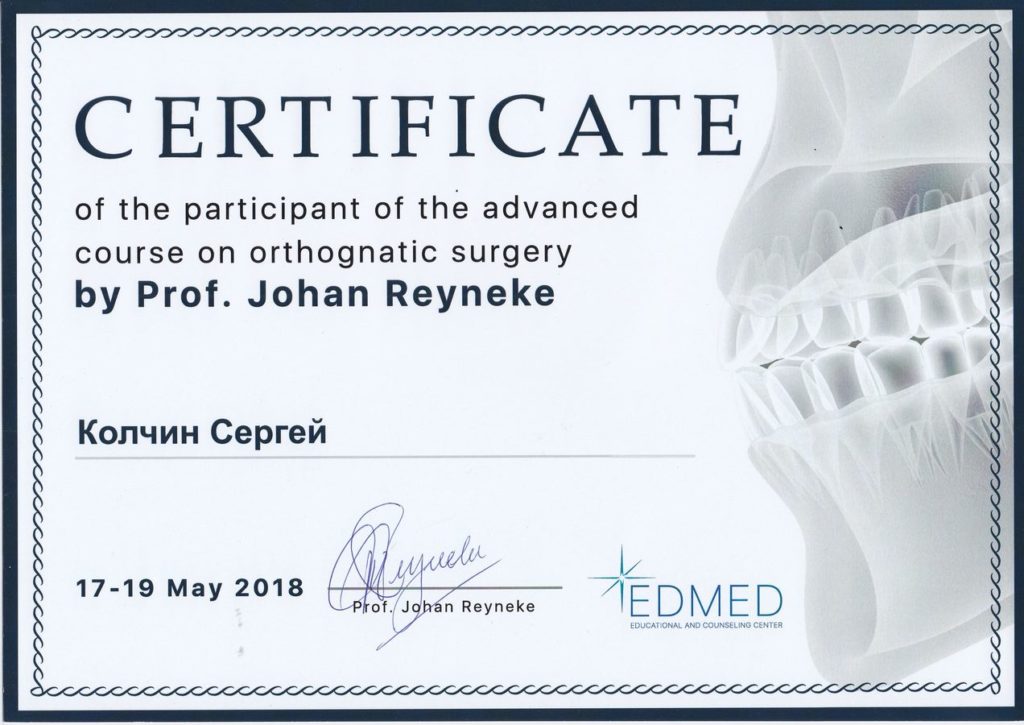 CERTIFICATE
of the participant of the advanced
course on orthognatic surgery
by Prof. Johan Reyneke
Колчин Сергей
17-19 May 2018
Prof. Johan Reyneke
EDMED
EDUCATIONAL AND COUNSELING CENTER